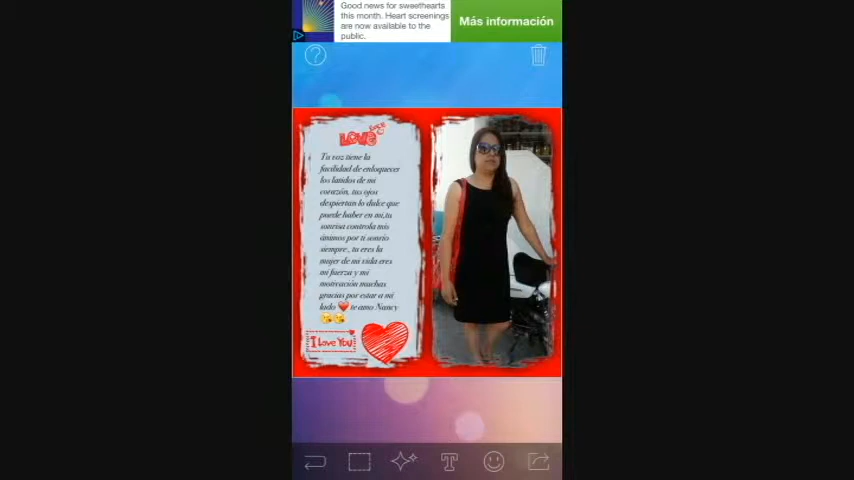 Good news for sweethearts
this month. Heart screenings
are now available to the
public.
Más información
LOVE
Tu voz tiene la
facilidad de enloquecer
los latidos de mi
corazón, tus ojos
despiertan lo dulce que
puede haber en mi,tu
sonrisa controla mis
ánimos por ti sonrio
siempre , tu eres la
mujer de mi vida eres
mi fuerza y mi
motivación muchas
gracias por estar a mi
lado ❤️ te amo Nancy
😘😘
I Love You